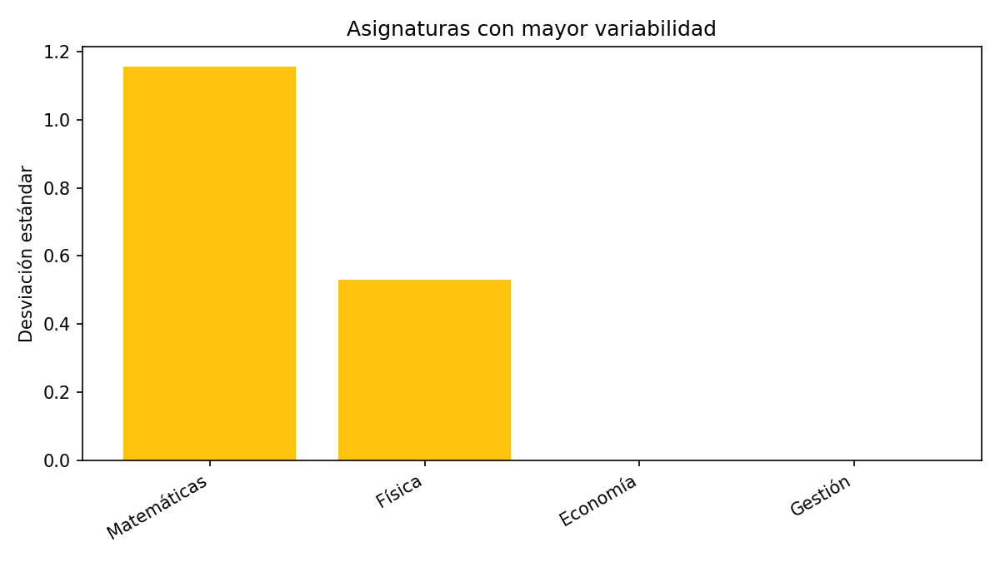 Asignaturas con mayor variabilidad
Desviación estándar
1.2
1.0
0.8
0.6
0.4
0.2
0.0
Matemáticas
Física
Economía
Gestión